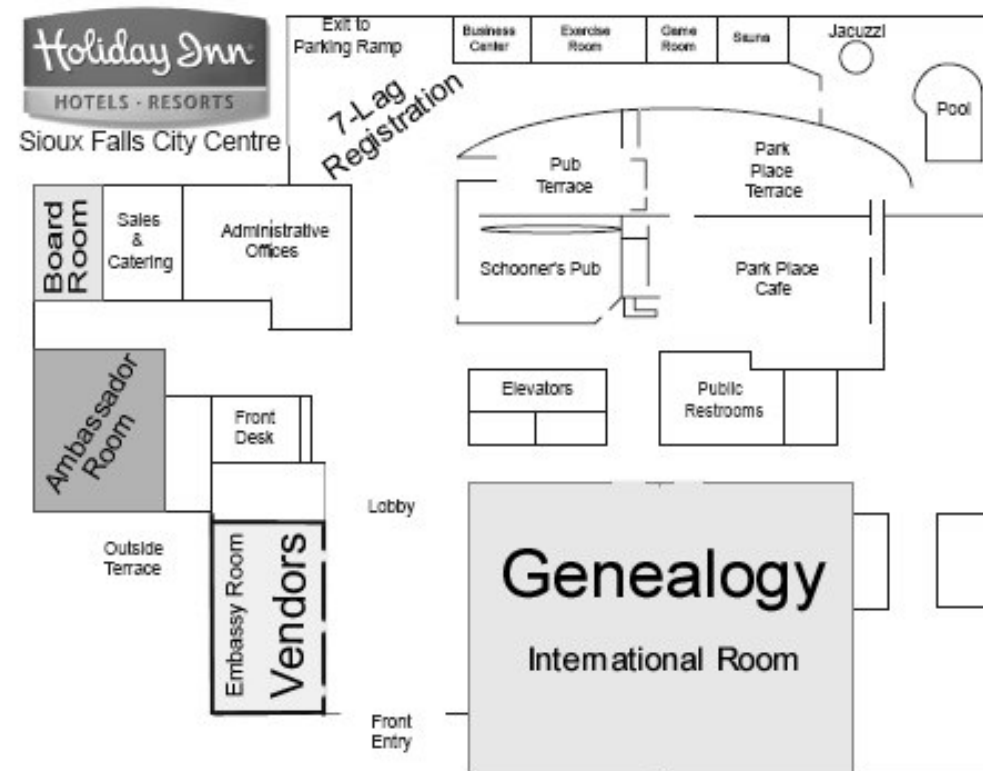 Holiday Inn
HOTELS · RESORTS
Sioux Falls City Centre
Exit to
Parking Ramp
7-Lag
Registration
Business
Center
Exercise
Room
Game
Room
Sauna
Jacuzzi
Pool
Pub
Terrace
Park
Place
Terrace
Board
Room
Sales
&
Catering
Administrative
Offices
Schooner's Pub
Park Place
Cafe
Ambassador
Room
Front
Desk
Elevators
Public
Restrooms
Lobby
Outside
Terrace
Embassy Room
Vendors
Genealogy
International Room
Front
Entry